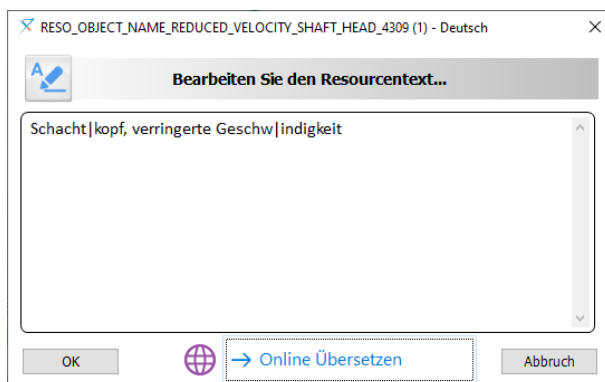 RESO_OBJECT_NAME_REDUCED_VELOCITY_SHAFT_HEAD_4309 (1) - Deutsch
Bearbeiten Sie den Resourcentext...
Schacht|kopf, verringerte Geschw|indigkeit
OK
→ Online Übersetzen
Abbruch